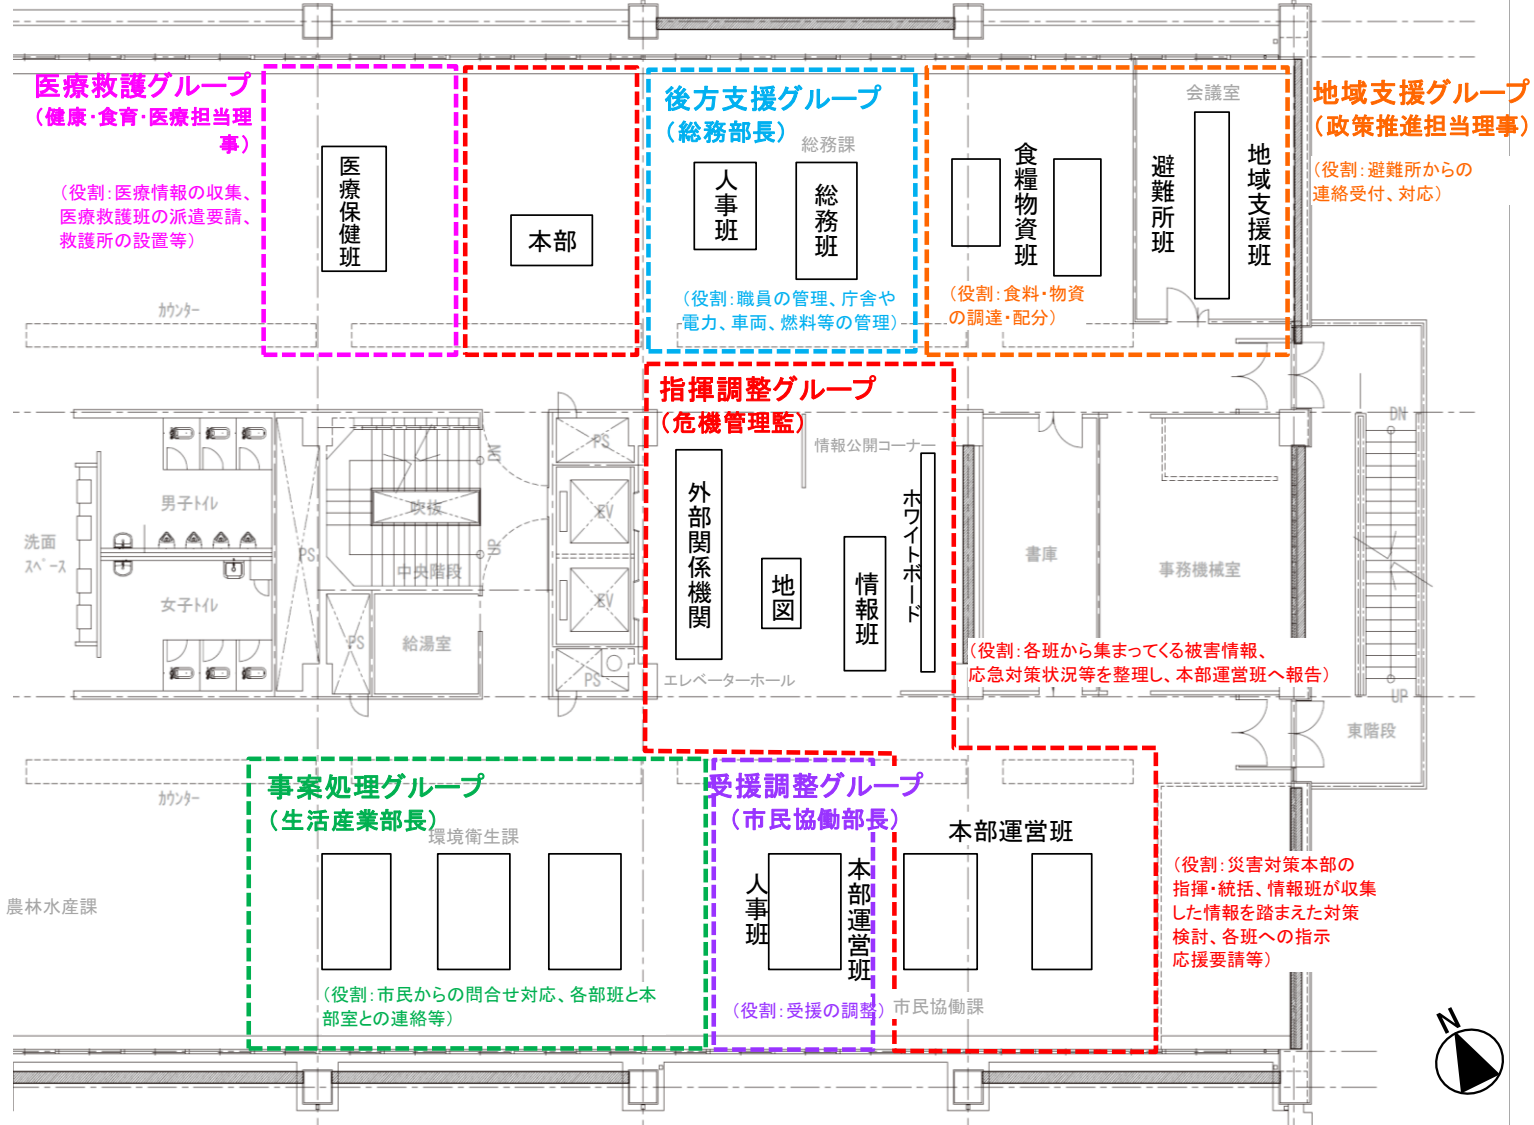 医療救護グループ
（健康・食育・医療担当理
事）
（役割：医療情報の収集、
医療救護班の派遣要請、
救護所の設置等）
医療保健班
本部
後方支援グループ
（総務部長）
総務課
人事班
総務班
（役割：職員の管理、庁舎や
電力、車両、燃料等の管理）
食糧物資班
（役割：食料・物資
の調達・配分）
会議室
避難所班
地域支援班
地域支援グループ
（政策推進担当理事）
（役割：避難所からの
連絡受付、対応）
カウンター
指揮調整グループ
（危機管理監）
情報公開コーナー
外部関係機関
地図
情報班
ホワイトボード
エレベーターホール
（役割：各班から集まってくる被害情報、
応急対策状況等を整理し、本部運営班へ報告）
洗面
スペース
男子トイレ
女子トイレ
PS
吹抜
中央階段
DN
UP
PS
給湯室
PS
EV
EV
PS
書庫
事務機械室
DN
UP
東階段
カウンター
事案処理グループ
（生活産業部長）
環境衛生課
農林水産課
（役割：市民からの問合せ対応、各部班と本
部室との連絡等）
受援調整グループ
（市民協働部長）
人事班
本部運営班
（役割：受援の調整）
本部運営班
市民協働課
（役割：災害対策本部の
指揮・統括、情報班が収集
した情報を踏まえた対策
検討、各班への指示
応援要請等）
N